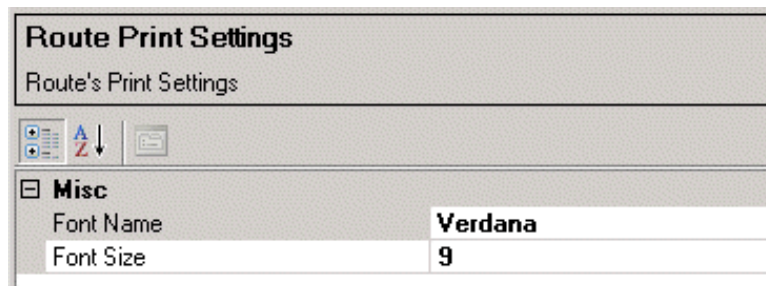 Route Print Settings
Route's Print Settings
A
Z
Misc
Font Name Verdana
Font Size 9